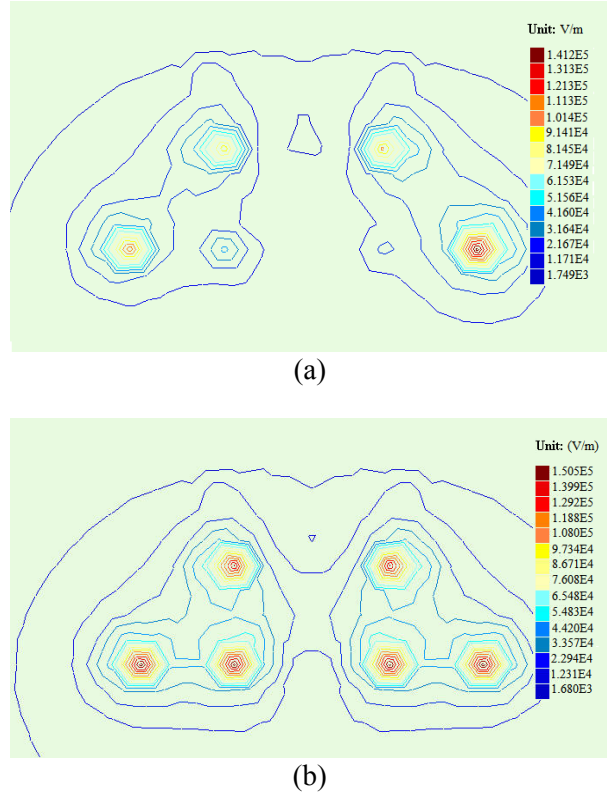 Unit: V/m
1.412E5
1.313E5
1.213E5
1.113E5
1.014E5
9.141E4
8.145E4
7.149E4
6.153E4
5.156E4
4.160E4
3.164E4
2.167E4
1.171E4
1.749E3
(a)
Unit: (V/m)
1.505E5
1.399E5
1.292E5
1.188E5
1.080E5
9.734E4
8.671E4
7.608E4
6.548E4
5.483E4
4.420E4
3.357E4
2.294E4
1.231E4
1.680E3
(b)